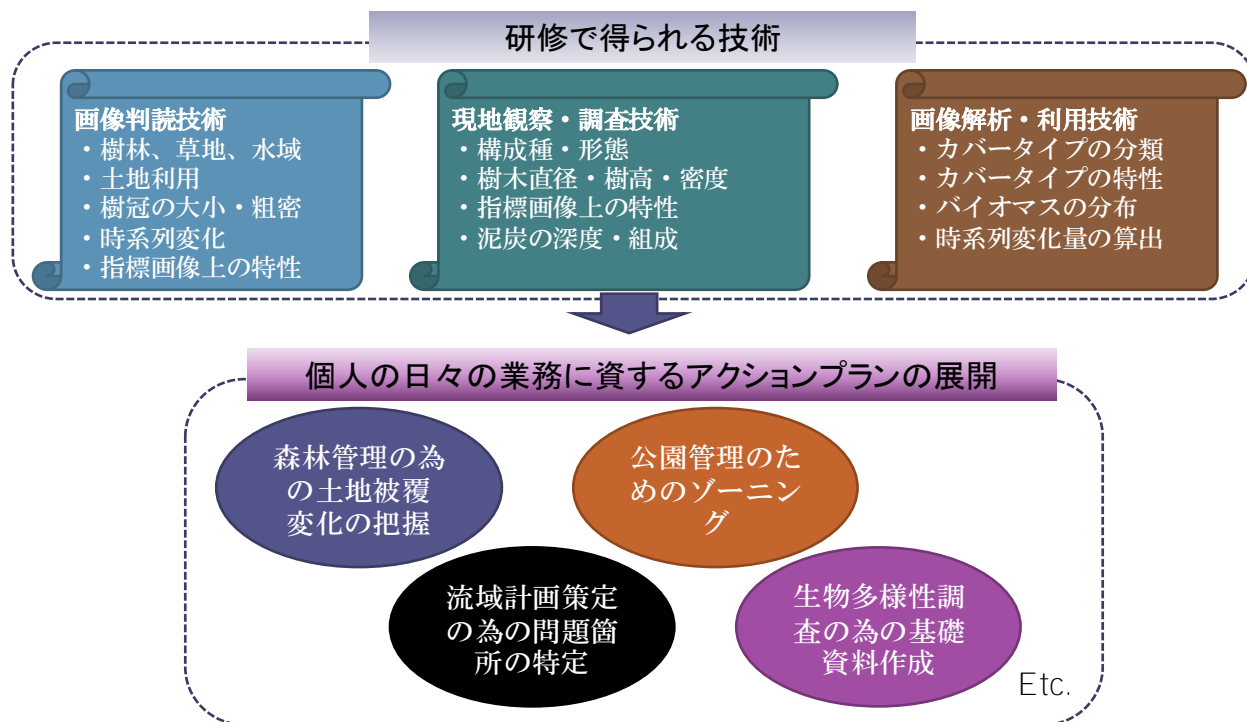 研修で得られる技術
画像判読技術
・樹林、草地、水域
・土地利用
・樹冠の大小・粗密
・時系列変化
・指標画像上の特性
現地観察・調査技術
・構成種・形態
・樹木直径・樹高・密度
・指標画像上の特性
・泥炭の深度・組成
画像解析・利用技術
・カバータイプの分類
・カバータイプの特性
・バイオマスの分布
・時系列変化量の算出
個人の日々の業務に資するアクションプランの展開
森林管理の為
の土地被覆
変化の把握
公園管理のた
めのゾーニン
グ
流域計画策定
の為の問題箇
所の特定
生物多様性調
査の為の基礎
資料作成
Etc.